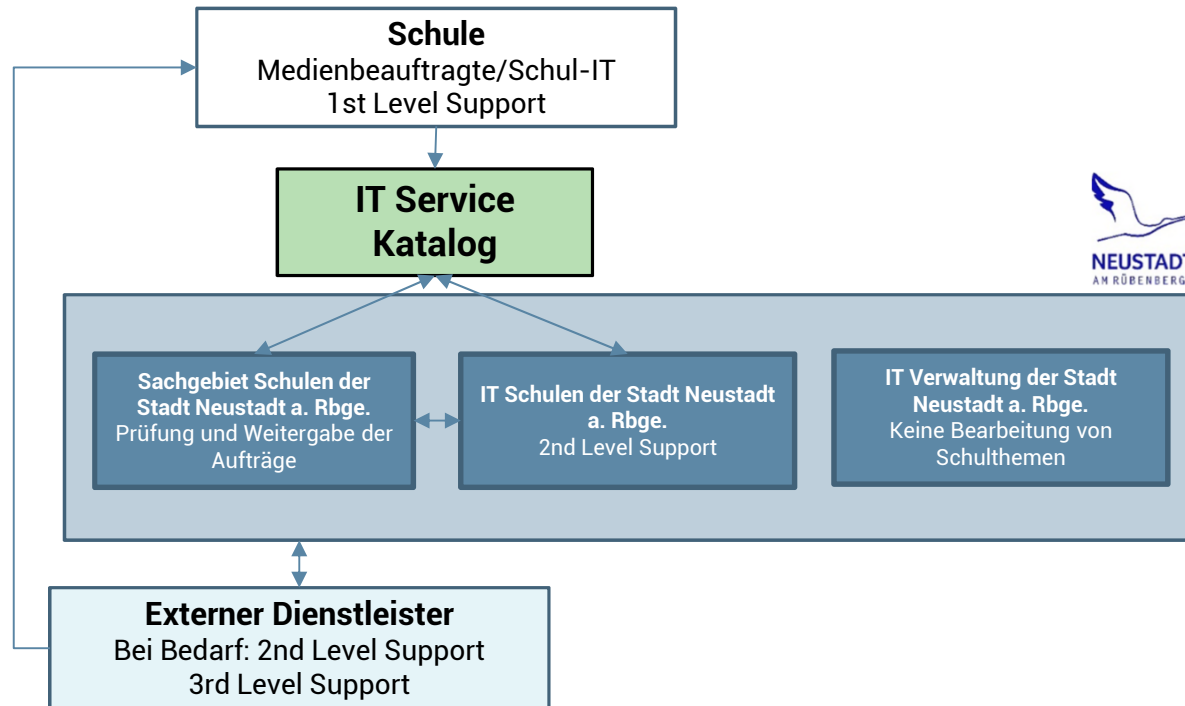 Schule
Medienbeauftragte/Schul-IT
1st Level Support
IT Service
Katalog
NEUSTADT
AM RÜBENBERG
Sachgebiet Schulen der
Stadt Neustadt a. Rbge.
Prüfung und Weitergabe der
Aufträge
IT Schulen der Stadt Neustadt
a. Rbge.
2nd Level Support
IT Verwaltung der Stadt
Neustadt a. Rbge.
Keine Bearbeitung von
Schulthemen
Externer Dienstleister
Bei Bedarf: 2nd Level Support
3rd Level Support